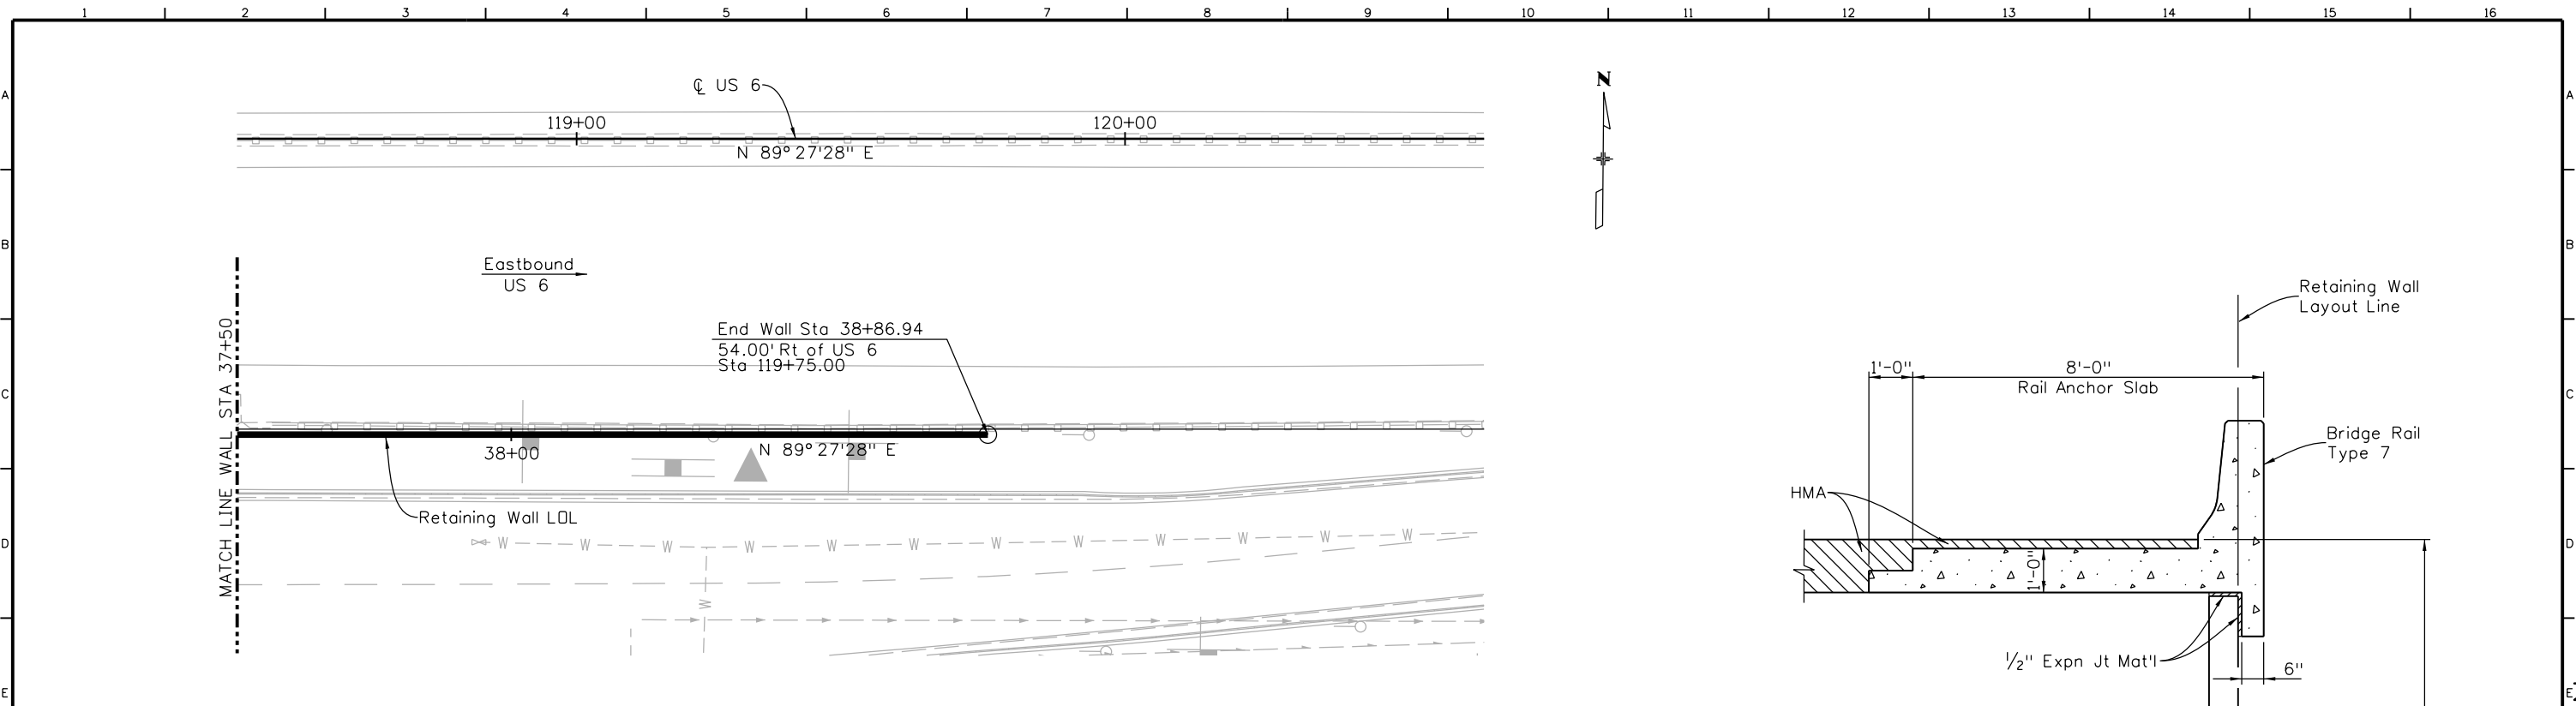 1 2 3 4 5 6 7 8 9 10 11 12 13 14 15 16
A A
B B
C C
D D
E E
℄ US 6
119+00 120+00
N 89°27'28" E
N
Eastbound
US 6
MATCH LINE WALL STA 37+50
End Wall Sta 38+86.94
54.00' Rt of US 6
Sta 119+75.00
38+00
N 89°27'28" E
Retaining Wall LOL
W W W W W W W W W W W W
W
Retaining Wall
Layout Line
1'-0" 8'-0"
Rail Anchor Slab
Bridge Rail
Type 7
HMA
1'-0"
1/2" Expn Jt Mat'l
6"